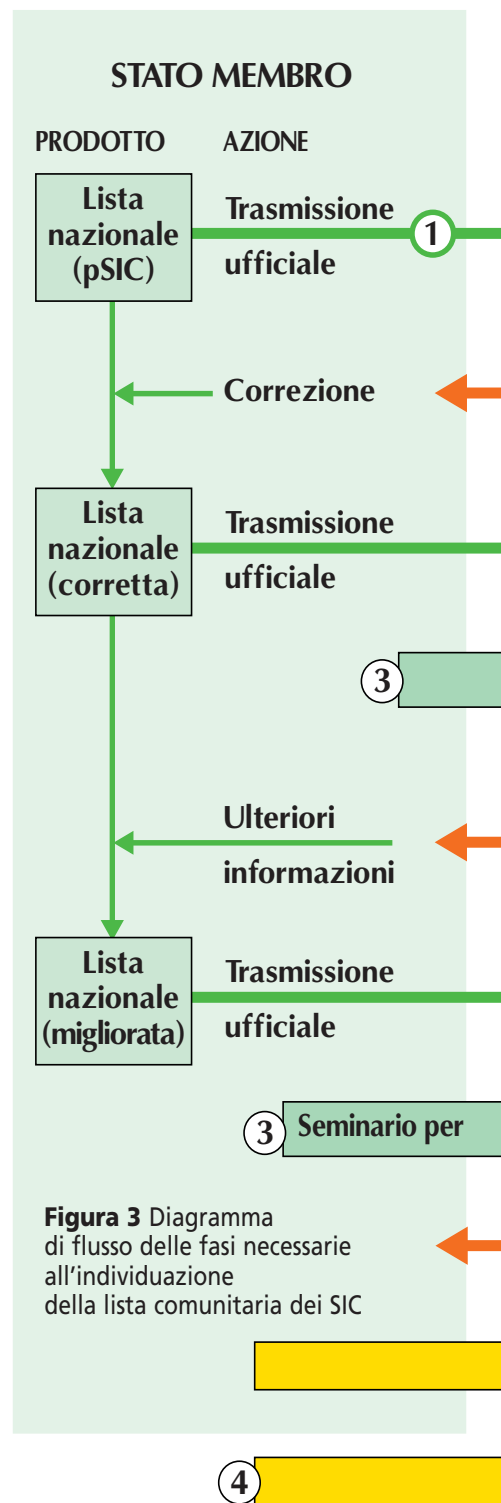 STATO MEMBRO
PRODOTTO AZIONE
Lista
nazionale
(pSIC)
Trasmissione
ufficiale
1
Correzione
Lista
nazionale
(corretta)
Trasmissione
ufficiale
3
Ulteriori
informazioni
Lista
nazionale
(migliorata)
Trasmissione
ufficiale
3 Seminario per
Figura 3 Diagramma
di flusso delle fasi necessarie
all'individuazione
della lista comunitaria dei SIC
4